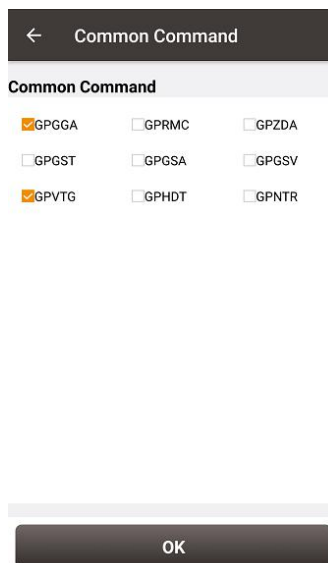 Common Command
Common Command
GPGGA GPRMC GPZDA
GPGST GPGSA GPGSV
GPVTG GPHDT GPNTR
OK